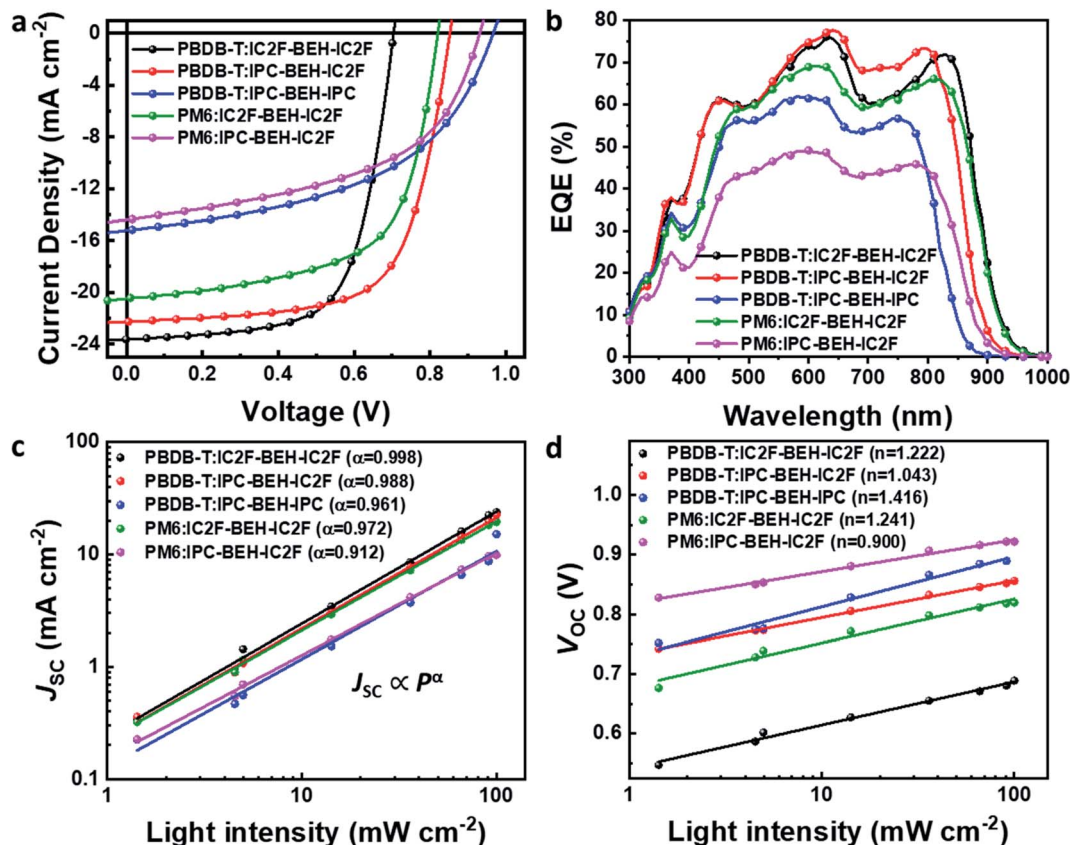 a
Current Density (mA cm-2)
0
-4
-8
-12
-16
-20
-24
PBDB-T:IC2F-BEH-IC2F
PBDB-T:IPC-BEH-IC2F
PBDB-T:IPC-BEH-IPC
PM6:IC2F-BEH-IC2F
PM6:IPC-BEH-IC2F
0.0 0.2 0.4 0.6 0.8 1.0
Voltage (V)
b
EQE (%)
80
70
60
50
40
30
20
10
0
PBDB-T:IC2F-BEH-IC2F
PBDB-T:IPC-BEH-IC2F
PBDB-T:IPC-BEH-IPC
PM6:IC2F-BEH-IC2F
PM6:IPC-BEH-IC2F
300 400 500 600 700 800 900 1000
Wavelength (nm)
c
JSC (mA cm-2)
100
10
1
0.1
PBDB-T:IC2F-BEH-IC2F (α=0.998)
PBDB-T:IPC-BEH-IC2F (α=0.988)
PBDB-T:IPC-BEH-IPC (α=0.961)
PM6:IC2F-BEH-IC2F (α=0.972)
PM6:IPC-BEH-IC2F (α=0.912)
JSC ∝ Pα
1 10 100
Light intensity (mW cm-2)
d
VOC (V)
1.0
0.9
0.8
0.7
0.6
PBDB-T:IC2F-BEH-IC2F (n=1.222)
PBDB-T:IPC-BEH-IC2F (n=1.043)
PBDB-T:IPC-BEH-IPC (n=1.416)
PM6:IC2F-BEH-IC2F (n=1.241)
PM6:IPC-BEH-IC2F (n=0.900)
1 10 100
Light intensity (mW cm-2)